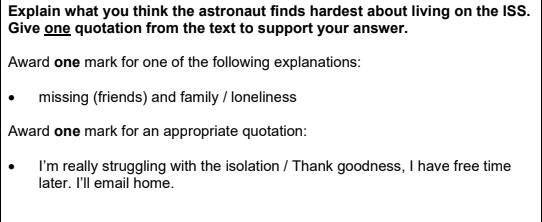 Explain what you think the astronaut finds hardest about living on the ISS.
Give one quotation from the text to support your answer.
Award one mark for one of the following explanations:
• missing (friends) and family / loneliness
Award one mark for an appropriate quotation:
• I’m really struggling with the isolation / Thank goodness, I have free time
later. I’ll email home.